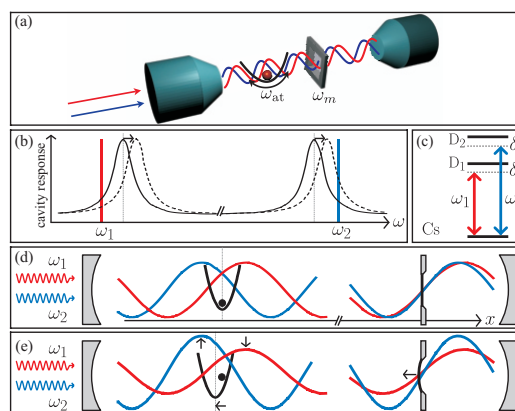 (a)
ω_at
ω_m
(b)
cavity response
ω_1
ω_2
ω
(c)
D_2
δ
D_1
δ
ω_1
ω
Cs
(d)
ω_1
ω_2
x
(e)
ω_1
ω_2